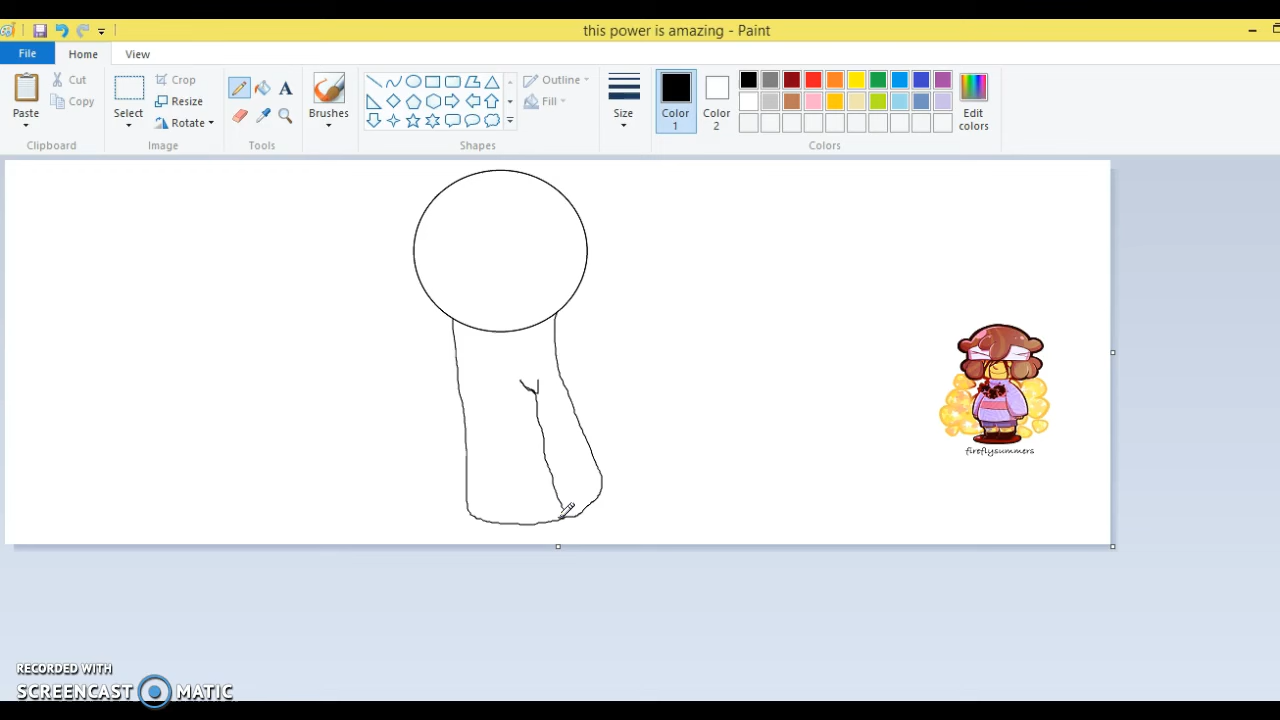 this power is amazing - Paint
File Home View
Paste
Cut
Copy
Clipboard
Select
Crop
Resize
Rotate
Image
A
Tools
Brushes
Outline
Fill
Shapes
Size
Color 1
Color 2
Edit colors
Colors
fireflysummers
RECORDED WITH
SCREENCAST MATIC